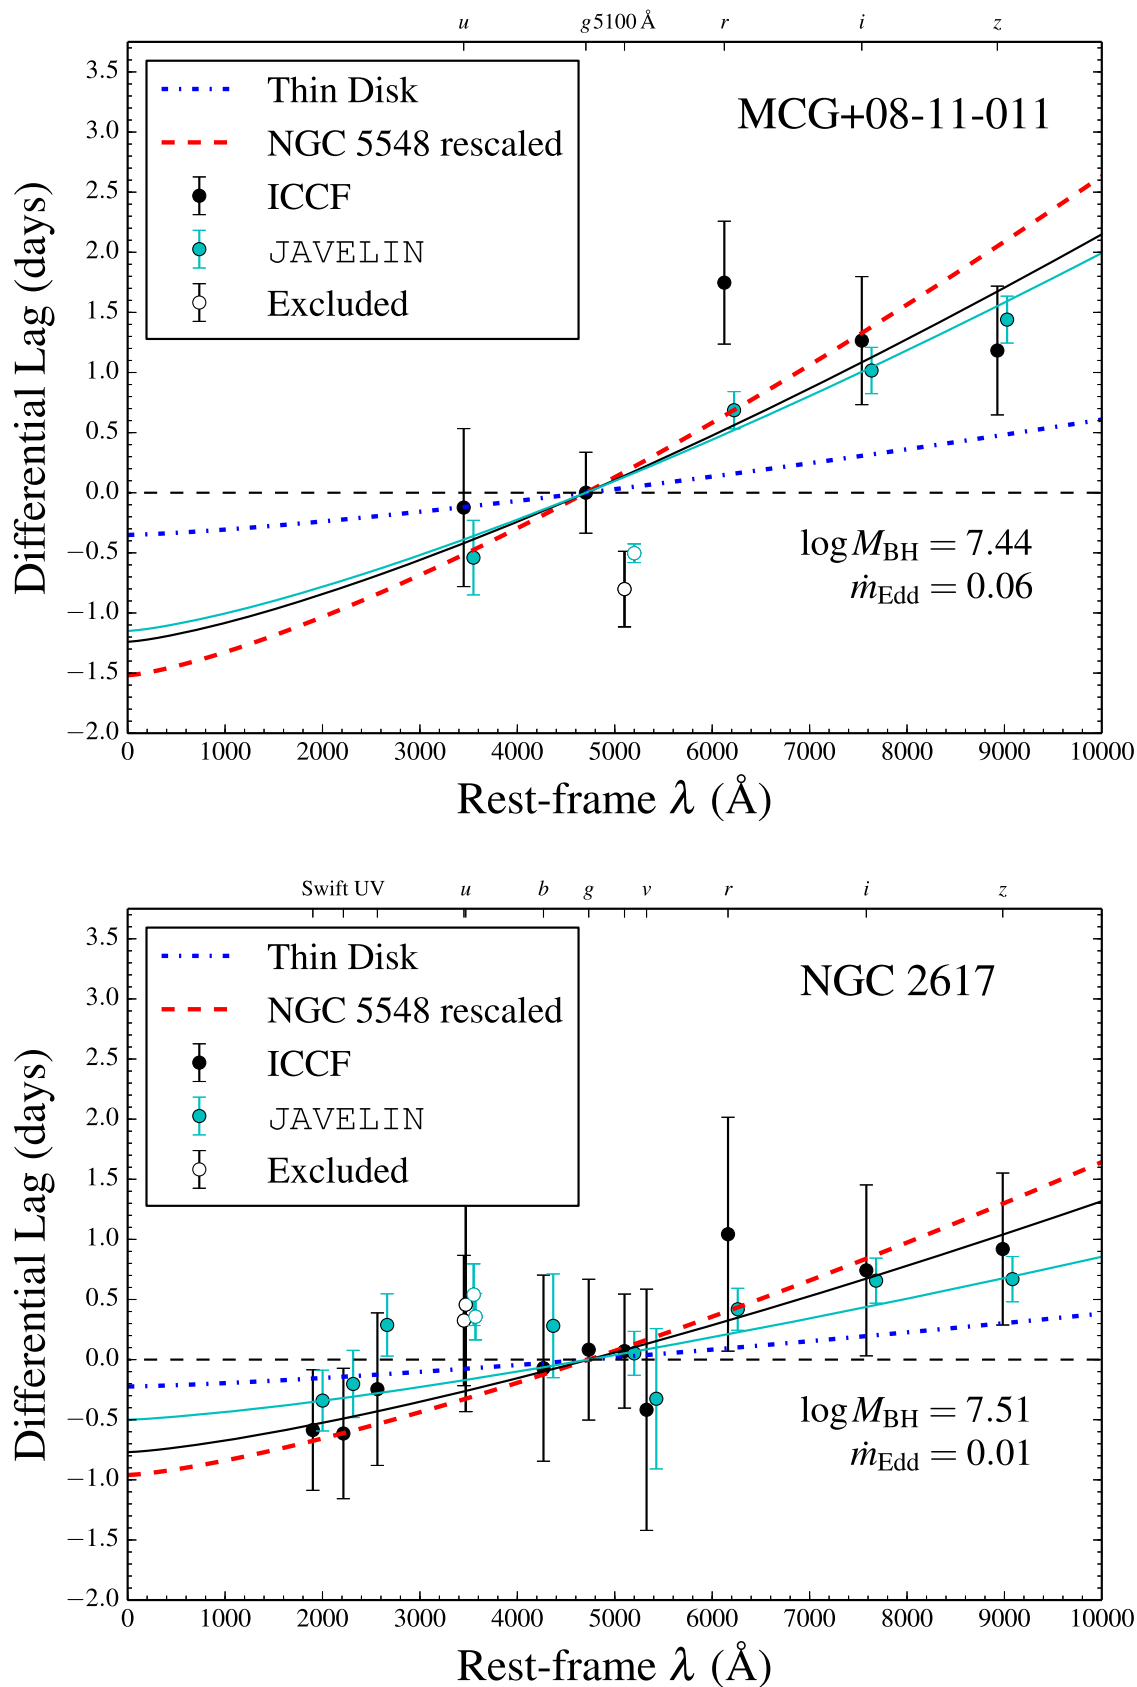 u g 5100 Å r i z
3.5
3.0
2.5
2.0
1.5
1.0
0.5
0.0
−0.5
−1.0
−1.5
−2.0
Differential Lag (days)
Thin Disk
NGC 5548 rescaled
ICCF
JAVELIN
Excluded
MCG+08-11-011
log M_BH = 7.44
ṁ_Edd = 0.06
0 1000 2000 3000 4000 5000 6000 7000 8000 9000 10000
Rest-frame λ (Å)
Swift UV u b g v r i z
3.5
3.0
2.5
2.0
1.5
1.0
0.5
0.0
−0.5
−1.0
−1.5
−2.0
Differential Lag (days)
Thin Disk
NGC 5548 rescaled
ICCF
JAVELIN
Excluded
NGC 2617
log M_BH = 7.51
ṁ_Edd = 0.01
0 1000 2000 3000 4000 5000 6000 7000 8000 9000 10000
Rest-frame λ (Å)